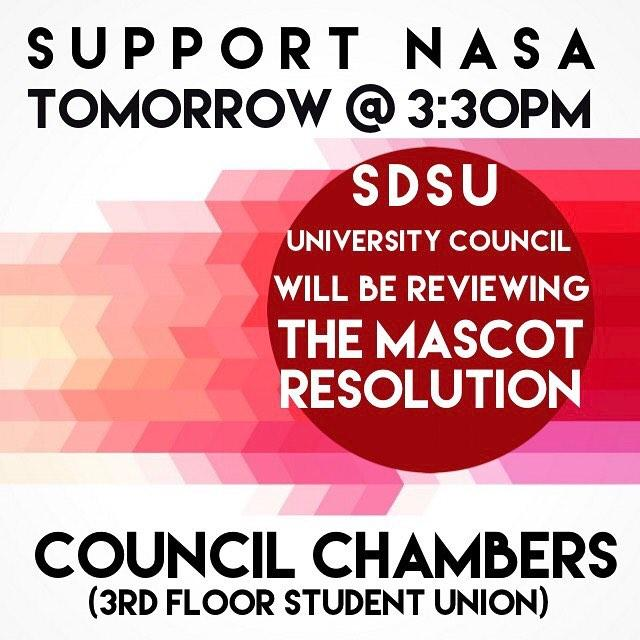 SUPPORT NASA
TOMORROW @ 3:30PM
SDSU
UNIVERSITY COUNCIL
WILL BE REVIEWING
THE MASCOT
RESOLUTION
COUNCIL CHAMBERS
(3RD FLOOR STUDENT UNION)